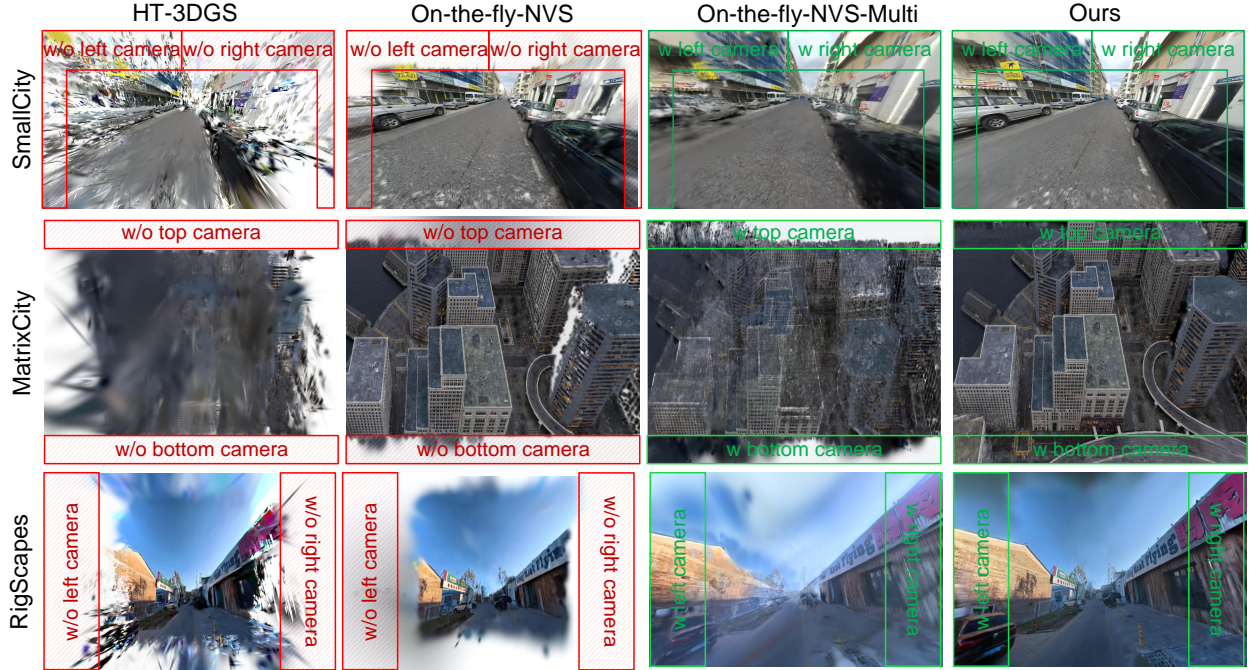 HT-3DGS
On-the-fly-NVS
On-the-fly-NVS-Multi
Ours
SmallCity
w/o left camera
w/o right camera
w/o left camera
w/o right camera
w left camera
w right camera
w left camera
w right camera
MatrixCity
w/o top camera
w/o top camera
w top camera
w top camera
w/o bottom camera
w/o bottom camera
w bottom camera
w bottom camera
RigScapes
w/o left camera
w/o right camera
w/o left camera
w/o right camera
w left camera
w right camera
w left camera
w right camera